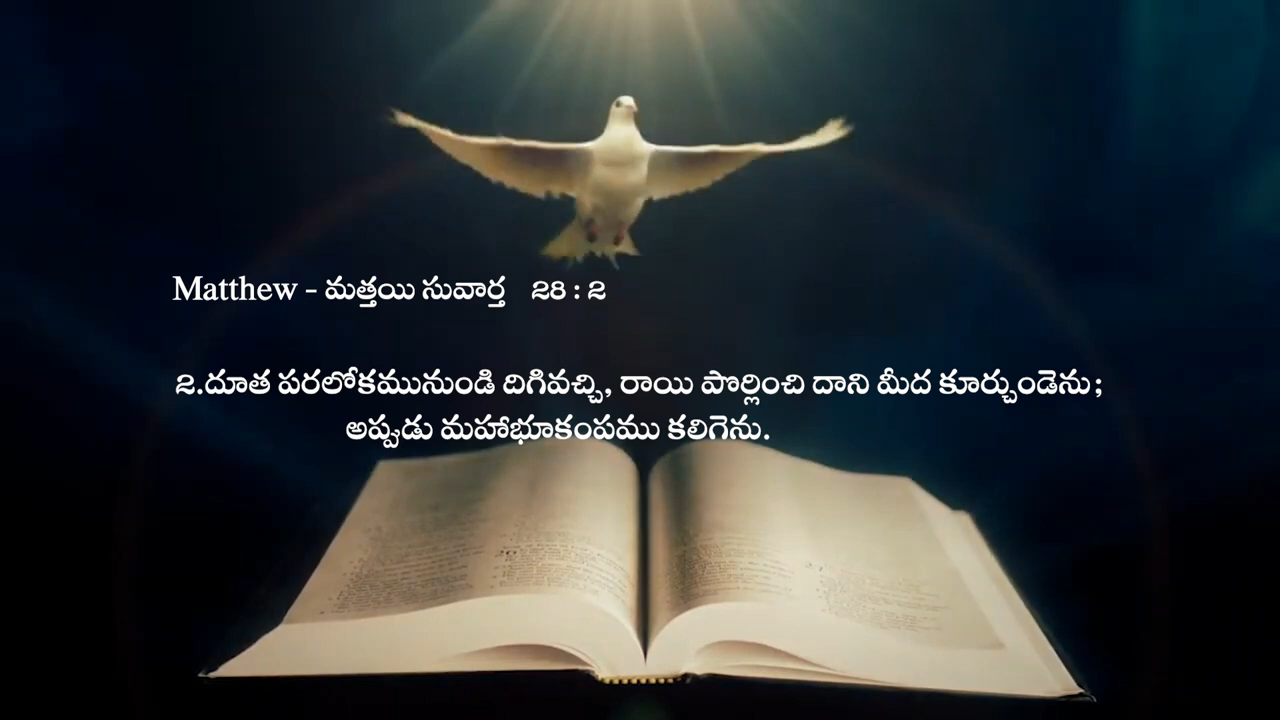 Matthew - మత్తయి సువార్త 28 : 2
2.దూత పరలోకమునుండి దిగివచ్చి, రాయి పొర్లించి దాని మీద కూర్చుండెను;
అప్పుడు మహాభూకంపము కలిగెను.